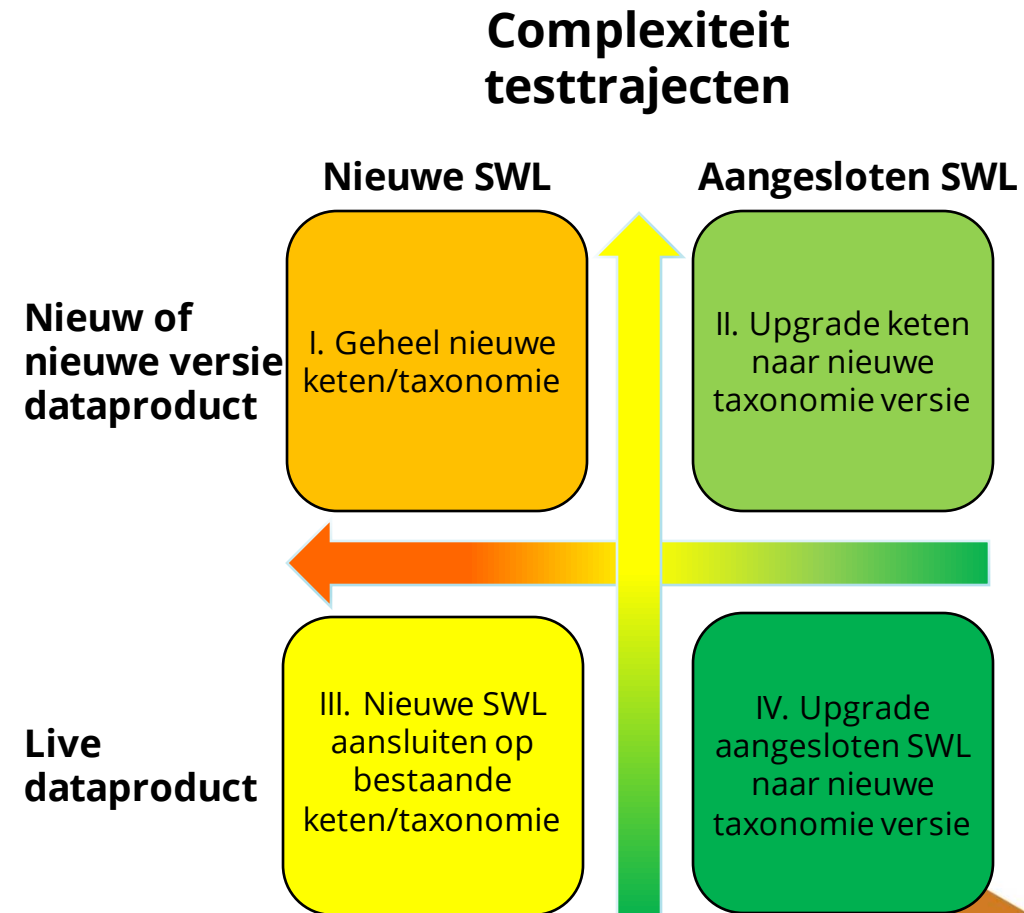 Complexiteit
testtrajecten
Nieuwe SWL
Aangesloten SWL
Nieuw of
nieuwe versie
dataproduct
I. Geheel nieuwe
keten/taxonomie
II. Upgrade keten
naar nieuwe
taxonomie versie
Live
dataproduct
III. Nieuwe SWL
aansluiten op
bestaande
keten/taxonomie
IV. Upgrade
aangesloten SWL
naar nieuwe
taxonomie versie